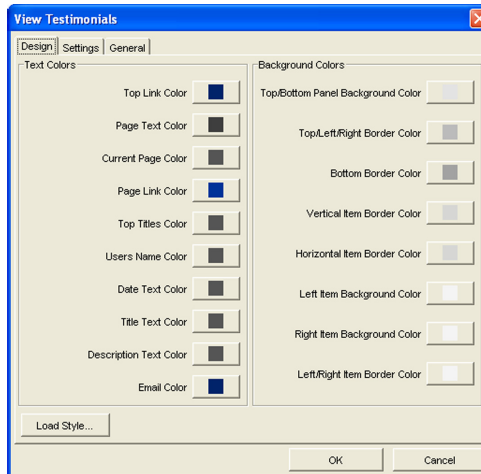 View Testimonials
Design Settings General
Text Colors
Top Link Color
Page Text Color
Current Page Color
Page Link Color
Top Titles Color
Users Name Color
Date Text Color
Title Text Color
Description Text Color
Email Color
Background Colors
Top/Bottom Panel Background Color
Top/Left/Right Border Color
Bottom Border Color
Vertical Item Border Color
Horizontal Item Border Color
Left Item Background Color
Right Item Background Color
Left/Right Item Border Color
Load Style...
OK Cancel